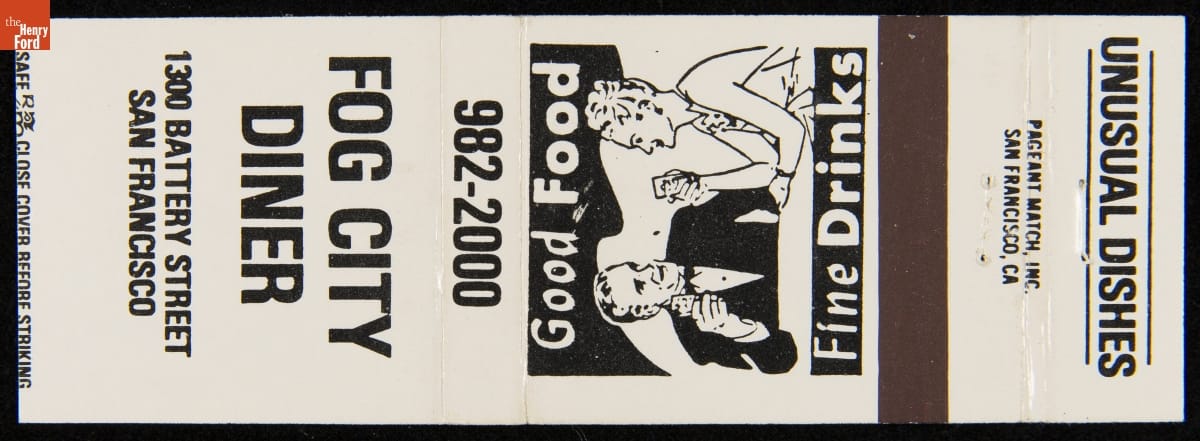 the Henry Ford
UNUSUAL DISHES
PAGEANT MATCH, INC.
SAN FRANCISCO, CA
Good Food
Fine Drinks
982-2000
FOG CITY
DINER
1300 BATTERY STREET
SAN FRANCISCO
SAFE CLOSE COVER BEFORE STRIKING